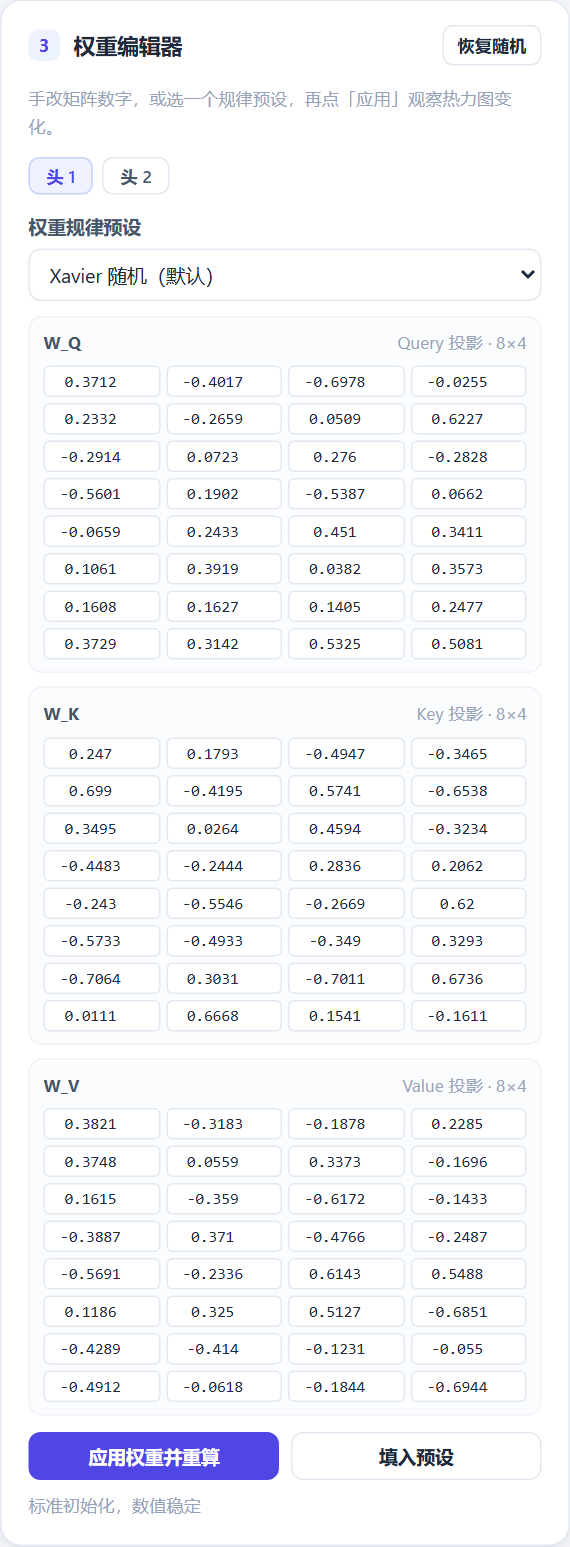 3 权重编辑器 恢复随机
手改矩阵数字，或选一个规律预设，再点「应用」观察热力图变
化。
头 1 头 2
权重规律预设
Xavier 随机（默认）
W_Q Query 投影 · 8×4
0.3712 -0.4017 -0.6978 -0.0255
0.2332 -0.2659 0.0509 0.6227
-0.2914 0.0723 0.276 -0.2828
-0.5601 0.1902 -0.5387 0.0662
-0.0659 0.2433 0.451 0.3411
0.1061 0.3919 0.0382 0.3573
0.1608 0.1627 0.1405 0.2477
0.3729 0.3142 0.5325 0.5081
W_K Key 投影 · 8×4
0.247 0.1793 -0.4947 -0.3465
0.699 -0.4195 0.5741 -0.6538
0.3495 0.0264 0.4594 -0.3234
-0.4483 -0.2444 0.2836 0.2062
-0.243 -0.5546 -0.2669 0.62
-0.5733 -0.4933 -0.349 0.3293
-0.7064 0.3031 -0.7011 0.6736
0.0111 0.6668 0.1541 -0.1611
W_V Value 投影 · 8×4
0.3821 -0.3183 -0.1878 0.2285
0.3748 0.0559 0.3373 -0.1696
0.1615 -0.359 -0.6172 -0.1433
-0.3887 0.371 -0.4766 -0.2487
-0.5691 -0.2336 0.6143 0.5488
0.1186 0.325 0.5127 -0.6851
-0.4289 -0.414 -0.1231 -0.055
-0.4912 -0.0618 -0.1844 -0.6944
应用权重并重算 填入预设
标准初始化，数值稳定